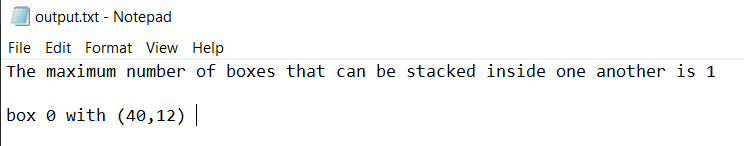 output.txt - Notepad
File Edit Format View Help
The maximum number of boxes that can be stacked inside one another is 1
box 0 with (40,12)